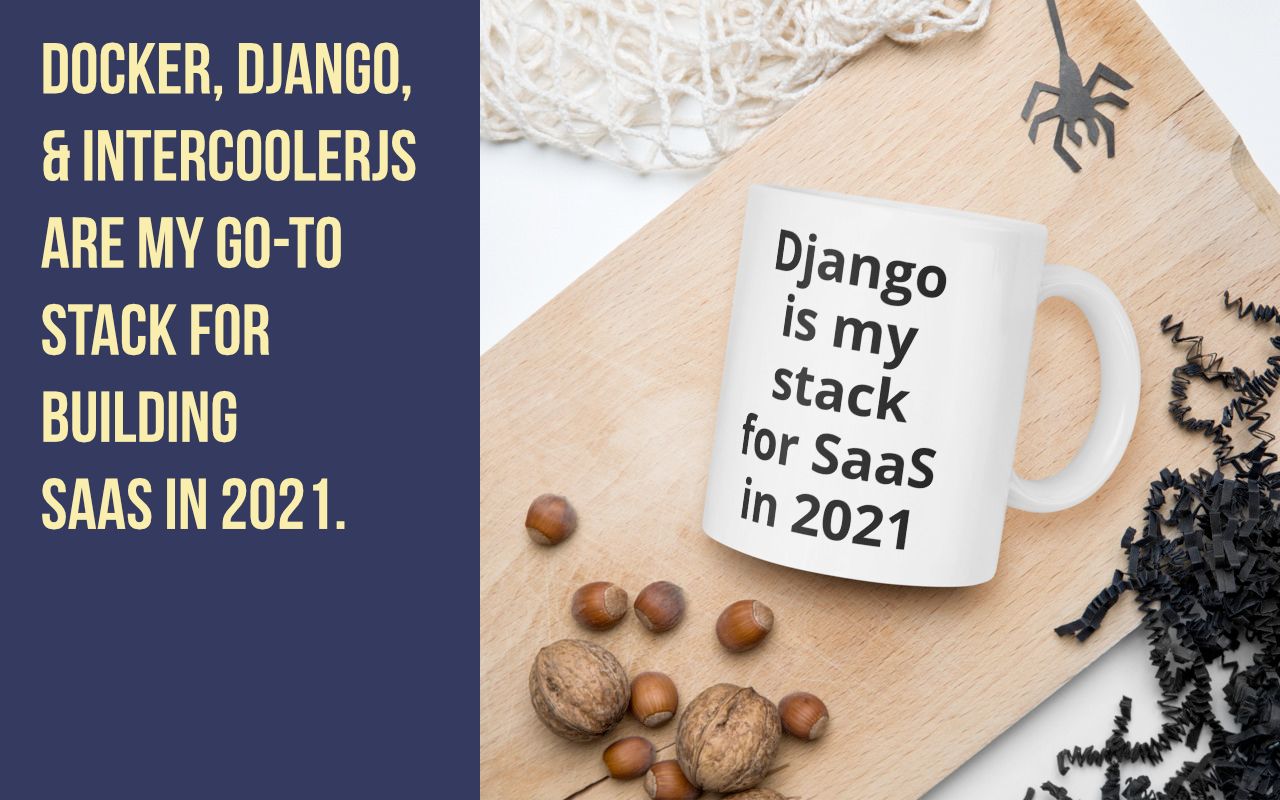 DOCKER, DJANGO,
& INTERCOOLERJS
ARE MY GO-TO
STACK FOR
BUILDING
SAAS IN 2021.
Django
is my
stack
for SaaS
in 2021